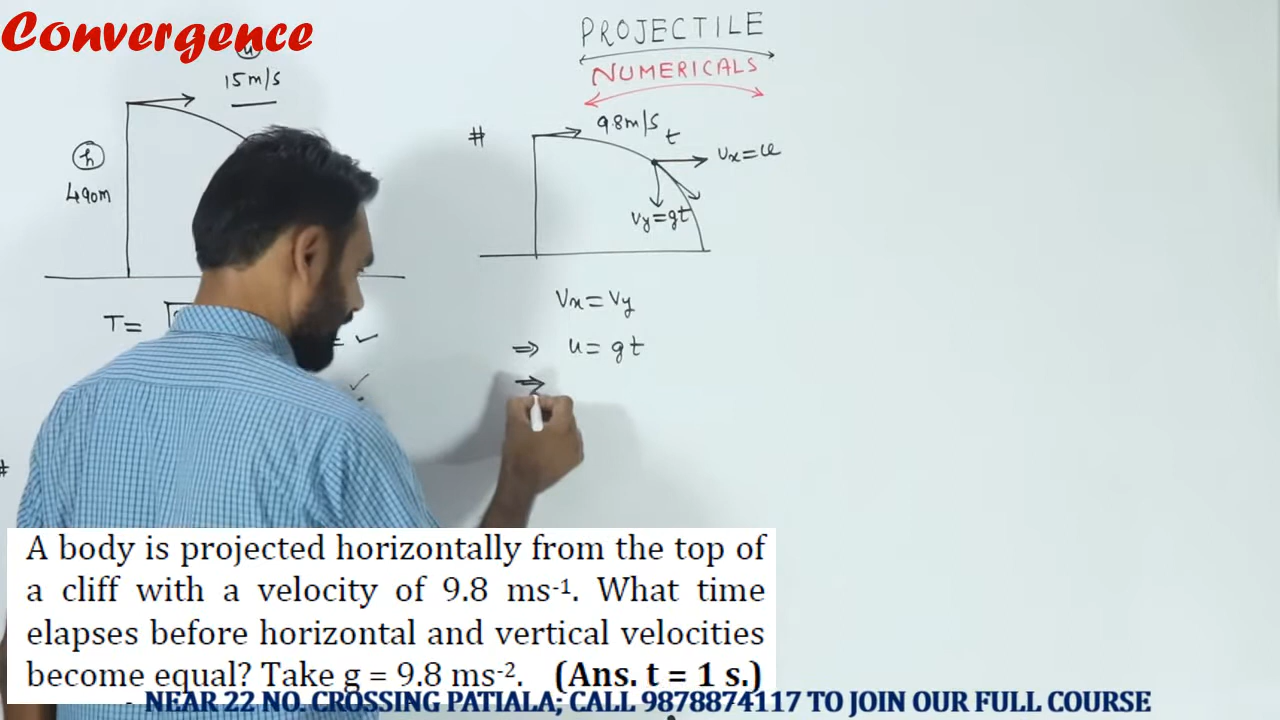 Convergence
PROJECTILE
NUMERICALS
u
15m/s
h
490m
T=
#
9.8m/s
t
Vx=u
Vy=gt
Vx=Vy
⇒ u= gt
⇒
#
A body is projected horizontally from the top of
a cliff with a velocity of 9.8 ms-1. What time
elapses before horizontal and vertical velocities
become equal? Take g = 9.8 ms-2. (Ans. t = 1 s.)
NEAR 22 NO. CROSSING PATIALA; CALL 9878874117 TO JOIN OUR FULL COURSE